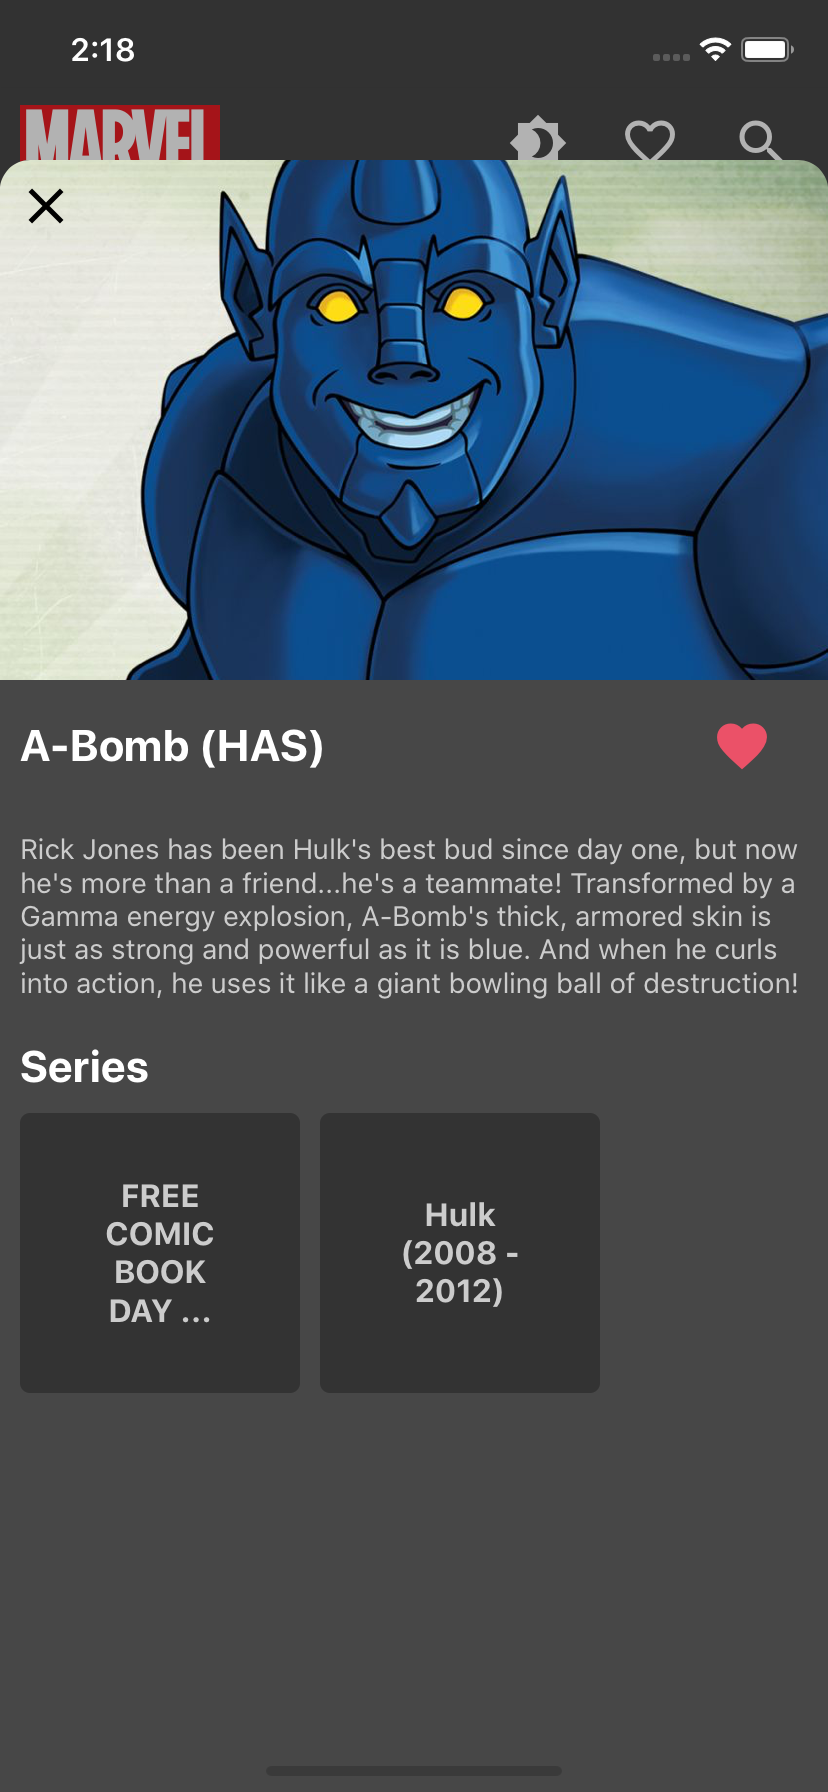 2:18
MARVEL
A-Bomb (HAS)
Rick Jones has been Hulk's best bud since day one, but now
he's more than a friend...he's a teammate! Transformed by a
Gamma energy explosion, A-Bomb's thick, armored skin is
just as strong and powerful as it is blue. And when he curls
into action, he uses it like a giant bowling ball of destruction!
Series
FREE
COMIC
BOOK
DAY ...
Hulk
(2008 -
2012)